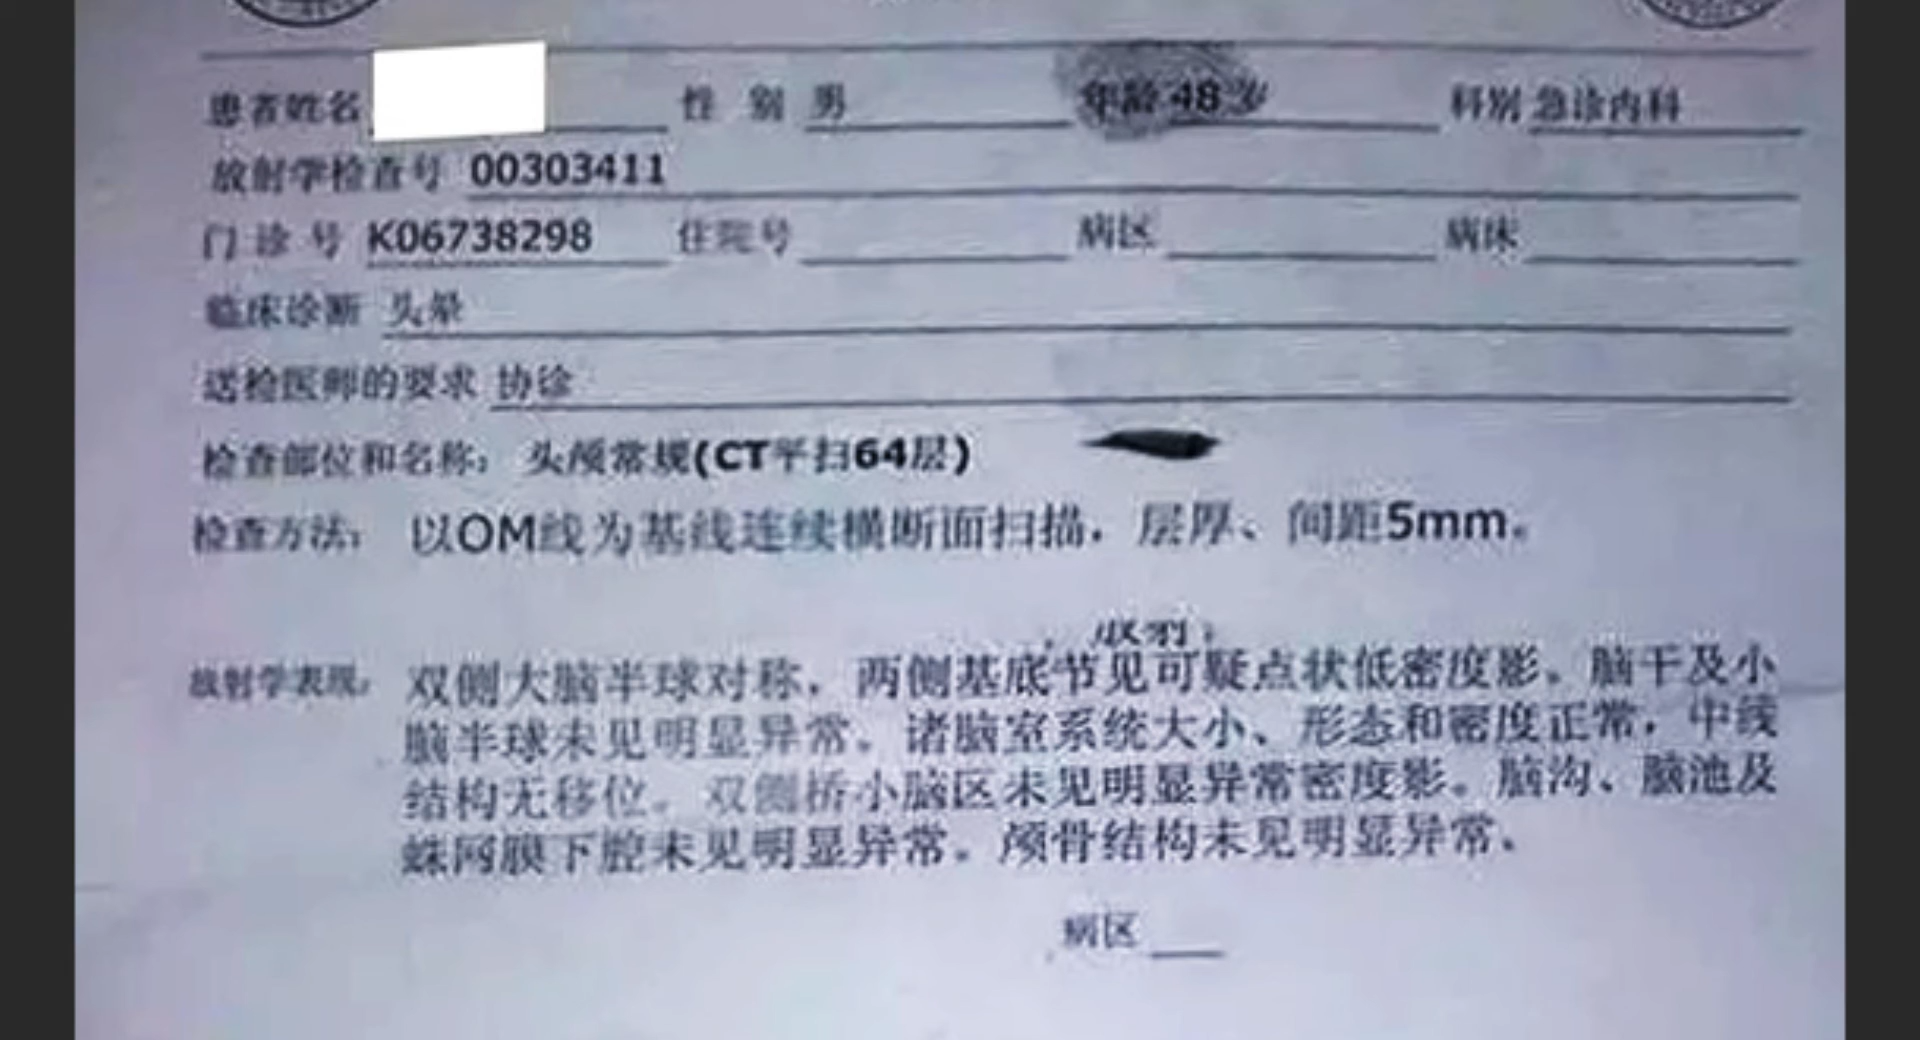 患者姓名 性 别 男 年龄 48 岁 科别 急诊内科
放射学检查号 00303411
门 诊 号 K06738298 住院号 病区 病床
临床诊断 头晕
送检医师的要求 协诊
检查部位和名称： 头颅常规(CT平扫64层)
检查方法： 以OM线为基线连续横断面扫描，层厚、间距5mm。
放射
放射学表现： 双侧大脑半球对称，两侧基底节见可疑点状低密度影。脑干及小
脑半球未见明显异常。诸脑室系统大小、形态和密度正常，中线
结构无移位。双侧桥小脑区未见明显异常密度影。脑沟、脑池及
蛛网膜下腔未见明显异常。颅骨结构未见明显异常、
病区